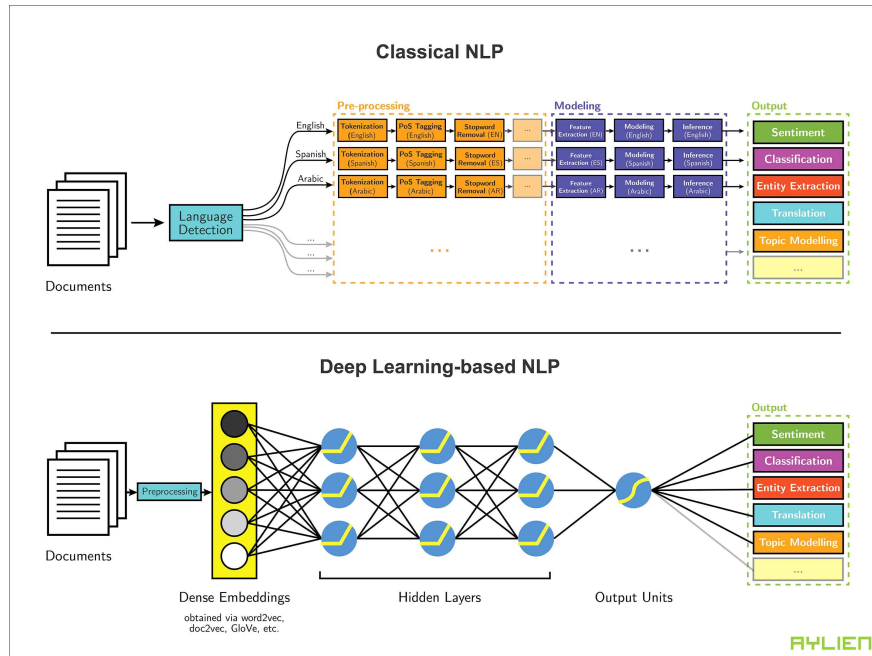 Classical NLP
Pre-processing
Modeling
Output
English
Tokenization
(English)
PoS Tagging
(English)
Stopword
Removal (EN)
...
Feature
Extraction (EN)
Modeling
(English)
Inference
(English)
Sentiment
Spanish
Tokenization
(Spanish)
PoS Tagging
(Spanish)
Stopword
Removal (ES)
...
Feature
Extraction (ES)
Modeling
(Spanish)
Inference
(Spanish)
Classification
Arabic
Tokenization
(Arabic)
PoS Tagging
(Arabic)
Stopword
Removal (AR)
...
Feature
Extraction (AR)
Modeling
(Arabic)
Inference
(Arabic)
Entity Extraction
Language
Detection
Translation
...
...
...
...
...
Topic Modelling
...
Documents
Deep Learning-based NLP
Output
Sentiment
Classification
Preprocessing
Entity Extraction
Translation
Topic Modelling
...
Documents
Dense Embeddings
obtained via word2vec,
doc2vec, GloVe, etc.
Hidden Layers
Output Units
AYLIEN